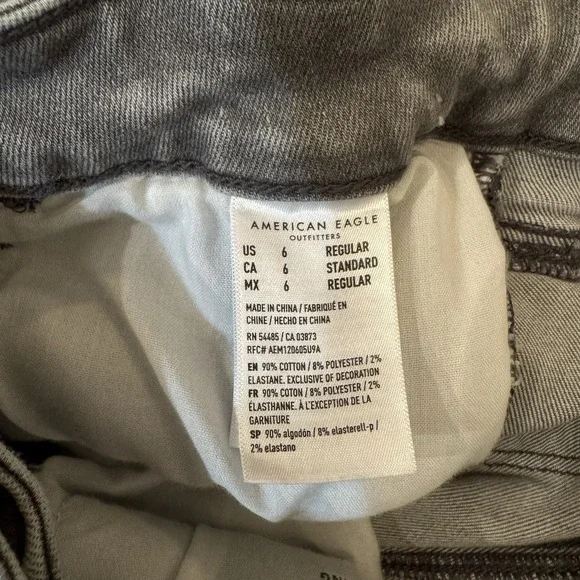 AMERICAN EAGLE
OUTFITTERS
US 6 REGULAR
CA 6 STANDARD
MX 6 REGULAR
MADE IN CHINA / FABRIQUÉ EN
CHINE / HECHO EN CHINA
RN 54485 / CA 03873
RFC# AEM120605U9A
EN 90% COTTON / 8% POLYESTER / 2%
ELASTANE. EXCLUSIVE OF DECORATION
FR 90% COTON / 8% POLYESTER / 2%
ÉLASTHANNE. À L'EXCEPTION DE LA
GARNITURE
SP 90% algodón / 8% elasterell-p /
2% elastano